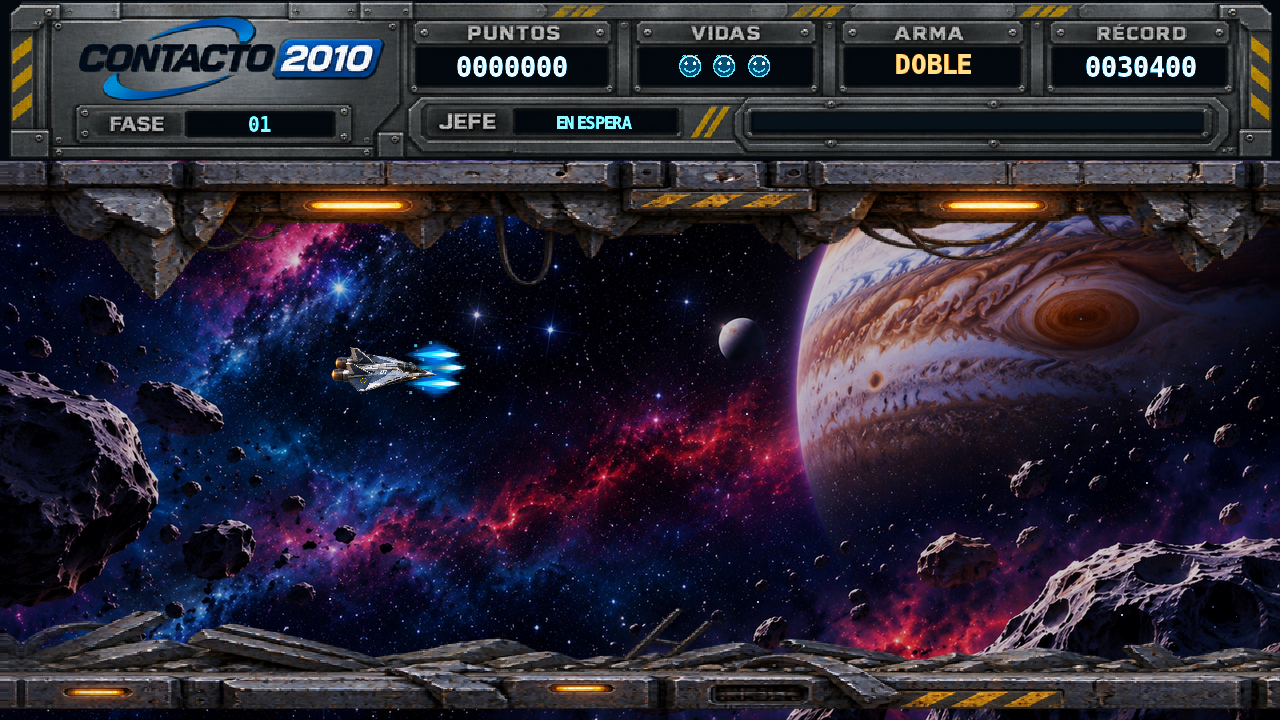 CONTACTO 2010
PUNTOS
0000000
VIDAS
ARMA
DOBLE
RÉCORD
0030400
FASE
01
JEFE
EN ESPERA